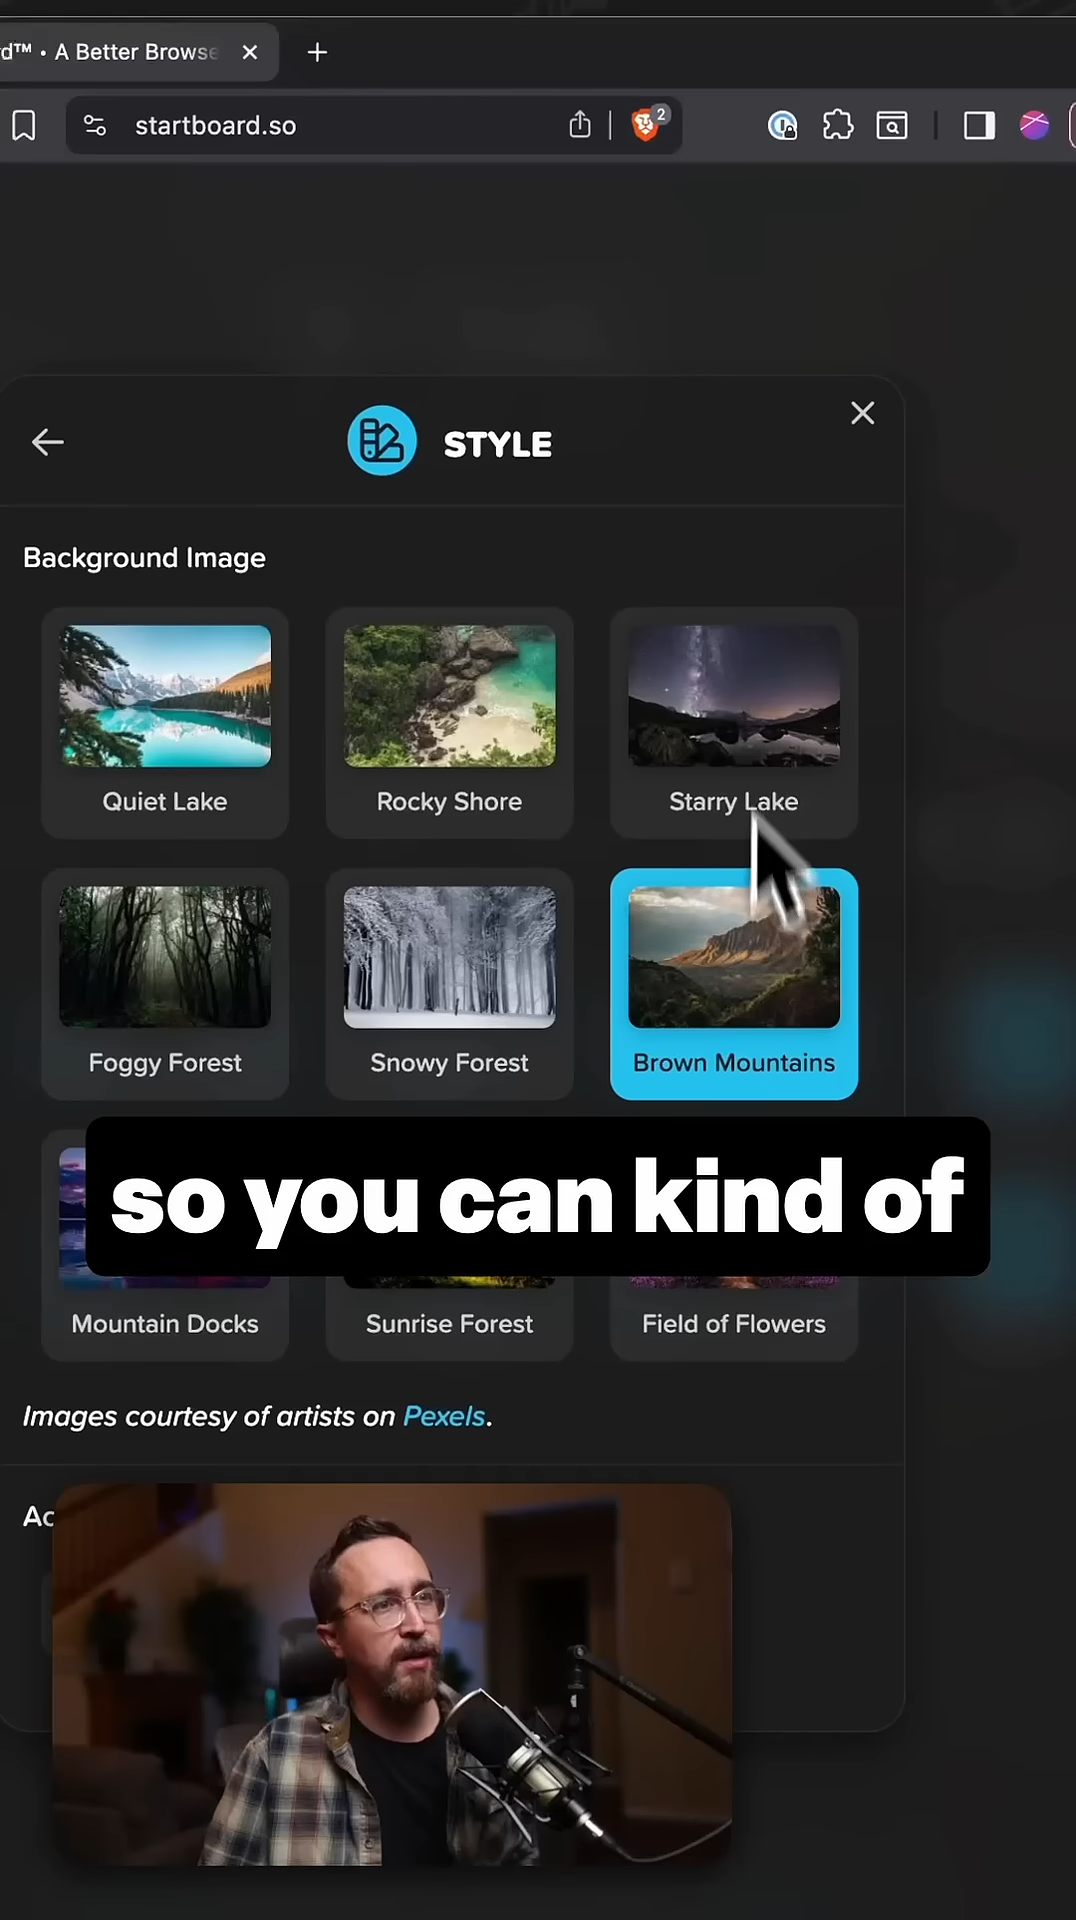 d™ • A Better Browse
startboard.so
2
STYLE
Background Image
Quiet Lake
Rocky Shore
Starry Lake
Foggy Forest
Snowy Forest
Brown Mountains
so you can kind of
Mountain Docks
Sunrise Forest
Field of Flowers
Images courtesy of artists on Pexels.
Ac